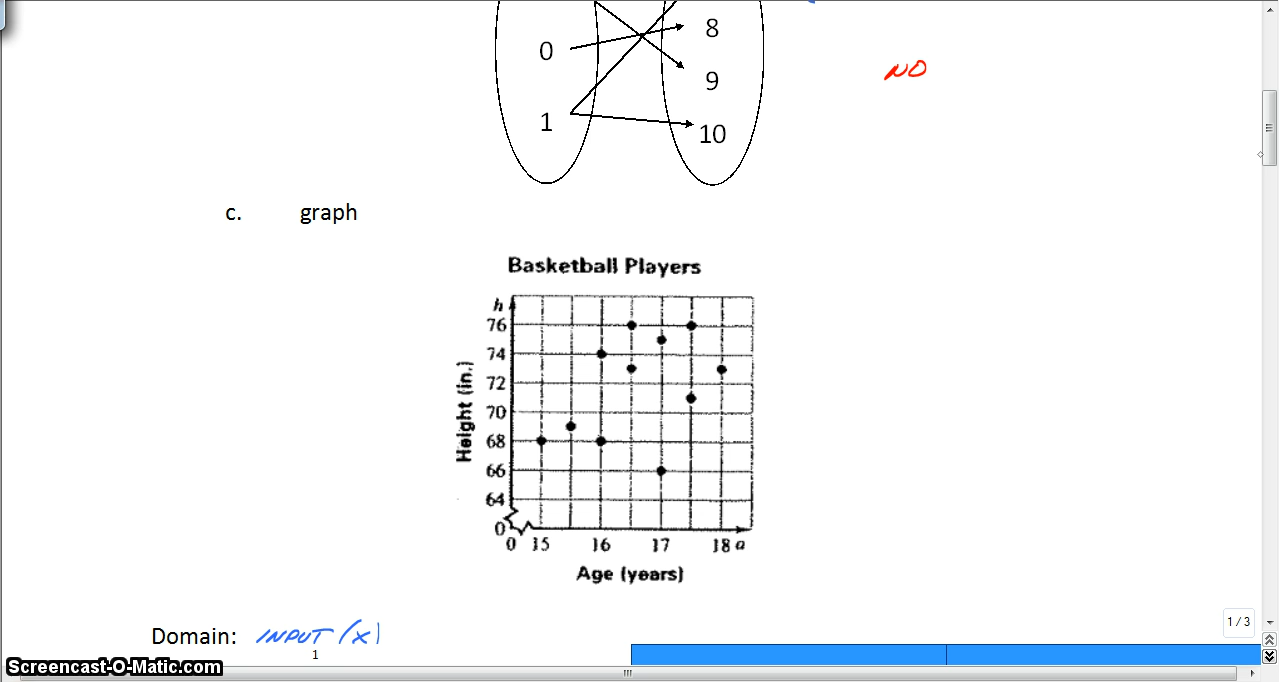 8
0
NO
9
1
10
c. graph
Basketball Players
h
76
74
72
70
68
66
64
0
Height (in.)
0 15 16 17 18 a
Age (years)
1 / 3
Domain: INPUT (X)
1
Screencast-O-Matic.com